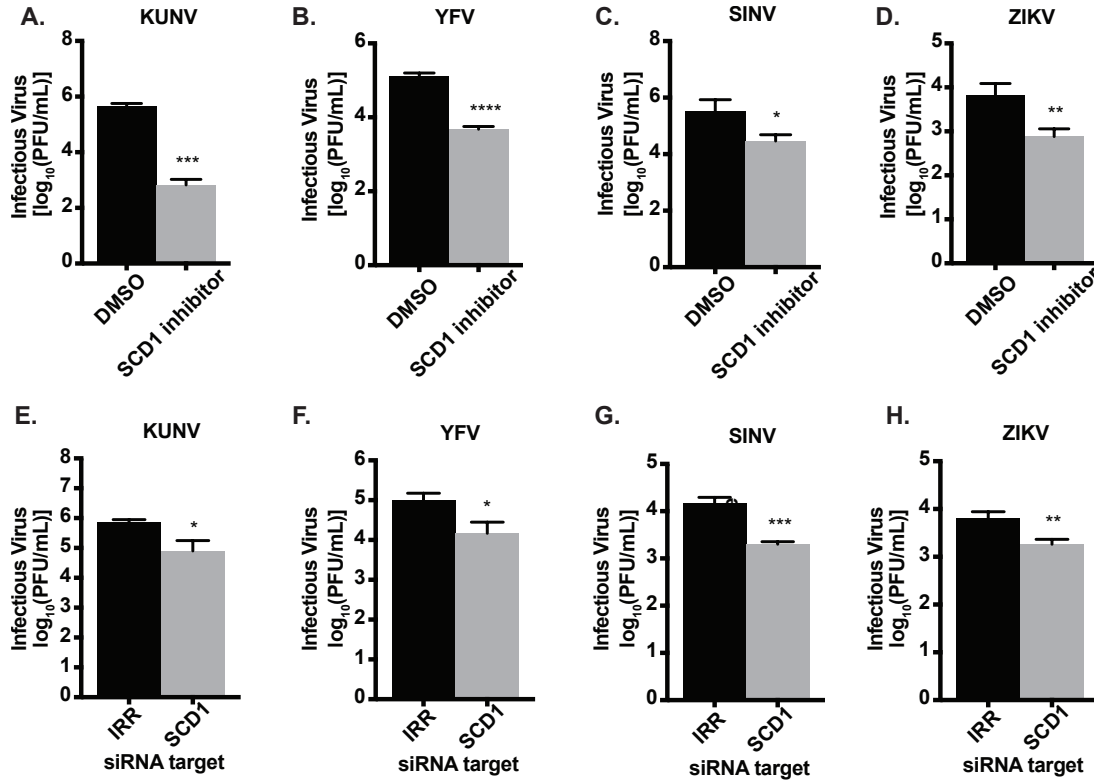 A.
KUNV
Infectious Virus
[log10(PFU/mL)]
8
6
4
2
0
DMSO
SCD1 inhibitor
***
B.
YFV
Infectious Virus
[log10(PFU/mL)]
6
4
2
0
DMSO
SCD1 inhibitor
****
C.
SINV
Infectious Virus
[log10(PFU/mL)]
8
6
4
2
0
DMSO
SCD1 inhibitor
*
D.
ZIKV
Infectious Virus
[log10(PFU/mL)]
5
4
3
2
1
0
DMSO
SCD1 inhibitor
**
E.
KUNV
Infectious Virus
log10(PFU/mL)]
8
7
6
5
4
3
2
1
0
IRR
SCD1
siRNA target
*
F.
YFV
Infectious Virus
log10(PFU/mL)]
6
5
4
3
2
1
0
IRR
SCD1
siRNA target
*
G.
SINV
Infectious Virus
log10(PFU/mL)]
5
4
3
2
1
0
IRR
SCD1
siRNA target
***
H.
ZIKV
Infectious Virus
log10(PFU/mL)]
5
4
3
2
1
0
IRR
SCD1
siRNA target
**